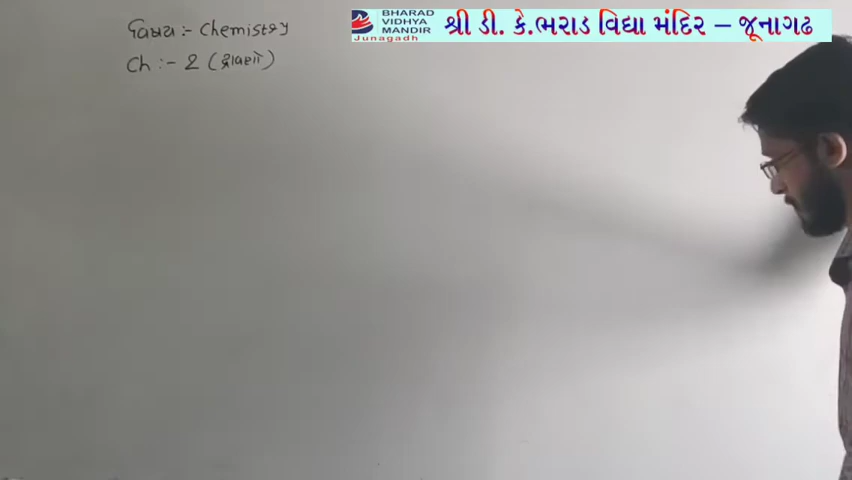 વિષય :- Chemistry
Ch :- 2 (દ્રાવણો)
BHARAD
VIDHYA
MANDIR
Junagadh
શ્રી ડી. કે.ભરાડ વિદ્યા મંદિર – જૂનાગઢ